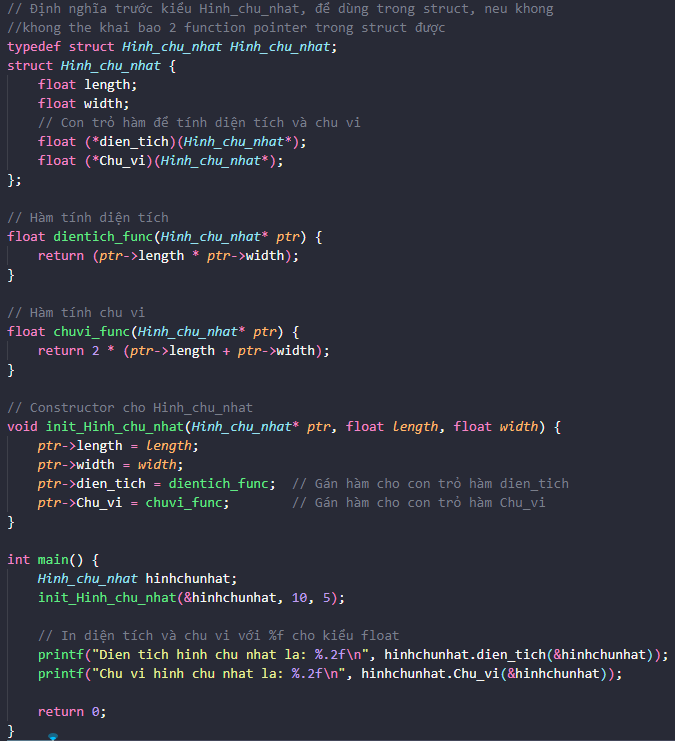 // Định nghĩa trước kiểu Hinh_chu_nhat, để dùng trong struct, neu khong
//khong the khai bao 2 function pointer trong struct được
typedef struct Hinh_chu_nhat Hinh_chu_nhat;
struct Hinh_chu_nhat {
    float length;
    float width;
    // Con trỏ hàm để tính diện tích và chu vi
    float (*dien_tich)(Hinh_chu_nhat*);
    float (*Chu_vi)(Hinh_chu_nhat*);
};

// Hàm tính diện tích
float dientich_func(Hinh_chu_nhat* ptr) {
    return (ptr->length * ptr->width);
}

// Hàm tính chu vi
float chuvi_func(Hinh_chu_nhat* ptr) {
    return 2 * (ptr->length + ptr->width);
}

// Constructor cho Hinh_chu_nhat
void init_Hinh_chu_nhat(Hinh_chu_nhat* ptr, float length, float width) {
    ptr->length = length;
    ptr->width = width;
    ptr->dien_tich = dientich_func;  // Gán hàm cho con trỏ hàm dien_tich
    ptr->Chu_vi = chuvi_func;        // Gán hàm cho con trỏ hàm Chu_vi
}

int main() {
    Hinh_chu_nhat hinhchunhat;
    init_Hinh_chu_nhat(&hinhchunhat, 10, 5);

    // In diện tích và chu vi với %f cho kiểu float
    printf("Dien tich hinh chu nhat la: %.2f\n", hinhchunhat.dien_tich(&hinhchunhat));
    printf("Chu vi hinh chu nhat la: %.2f\n", hinhchunhat.Chu_vi(&hinhchunhat));

    return 0;
}